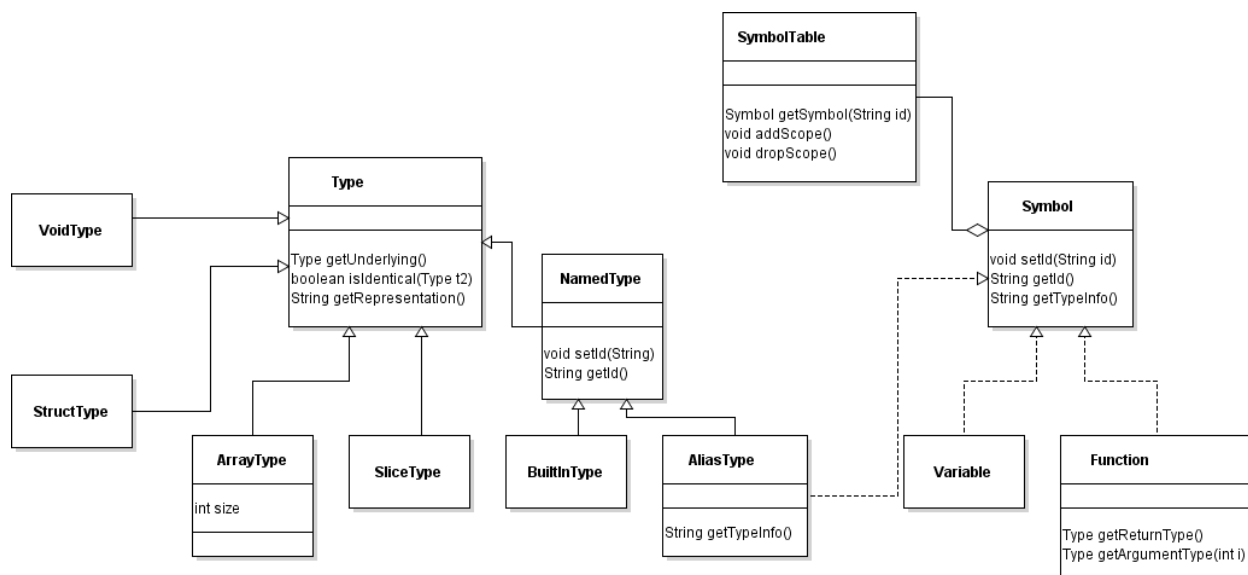 SymbolTable
Symbol getSymbol(String id)
void addScope()
void dropScope()
Type
Type getUnderlying()
boolean isIdentical(Type t2)
String getRepresentation()
VoidType
Symbol
void setId(String id)
String getId()
String getTypeInfo()
NamedType
void setId(String)
String getId()
StructType
ArrayType
int size
SliceType
BuiltInType
AliasType
String getTypeInfo()
Variable
Function
Type getReturnType()
Type getArgumentType(int i)